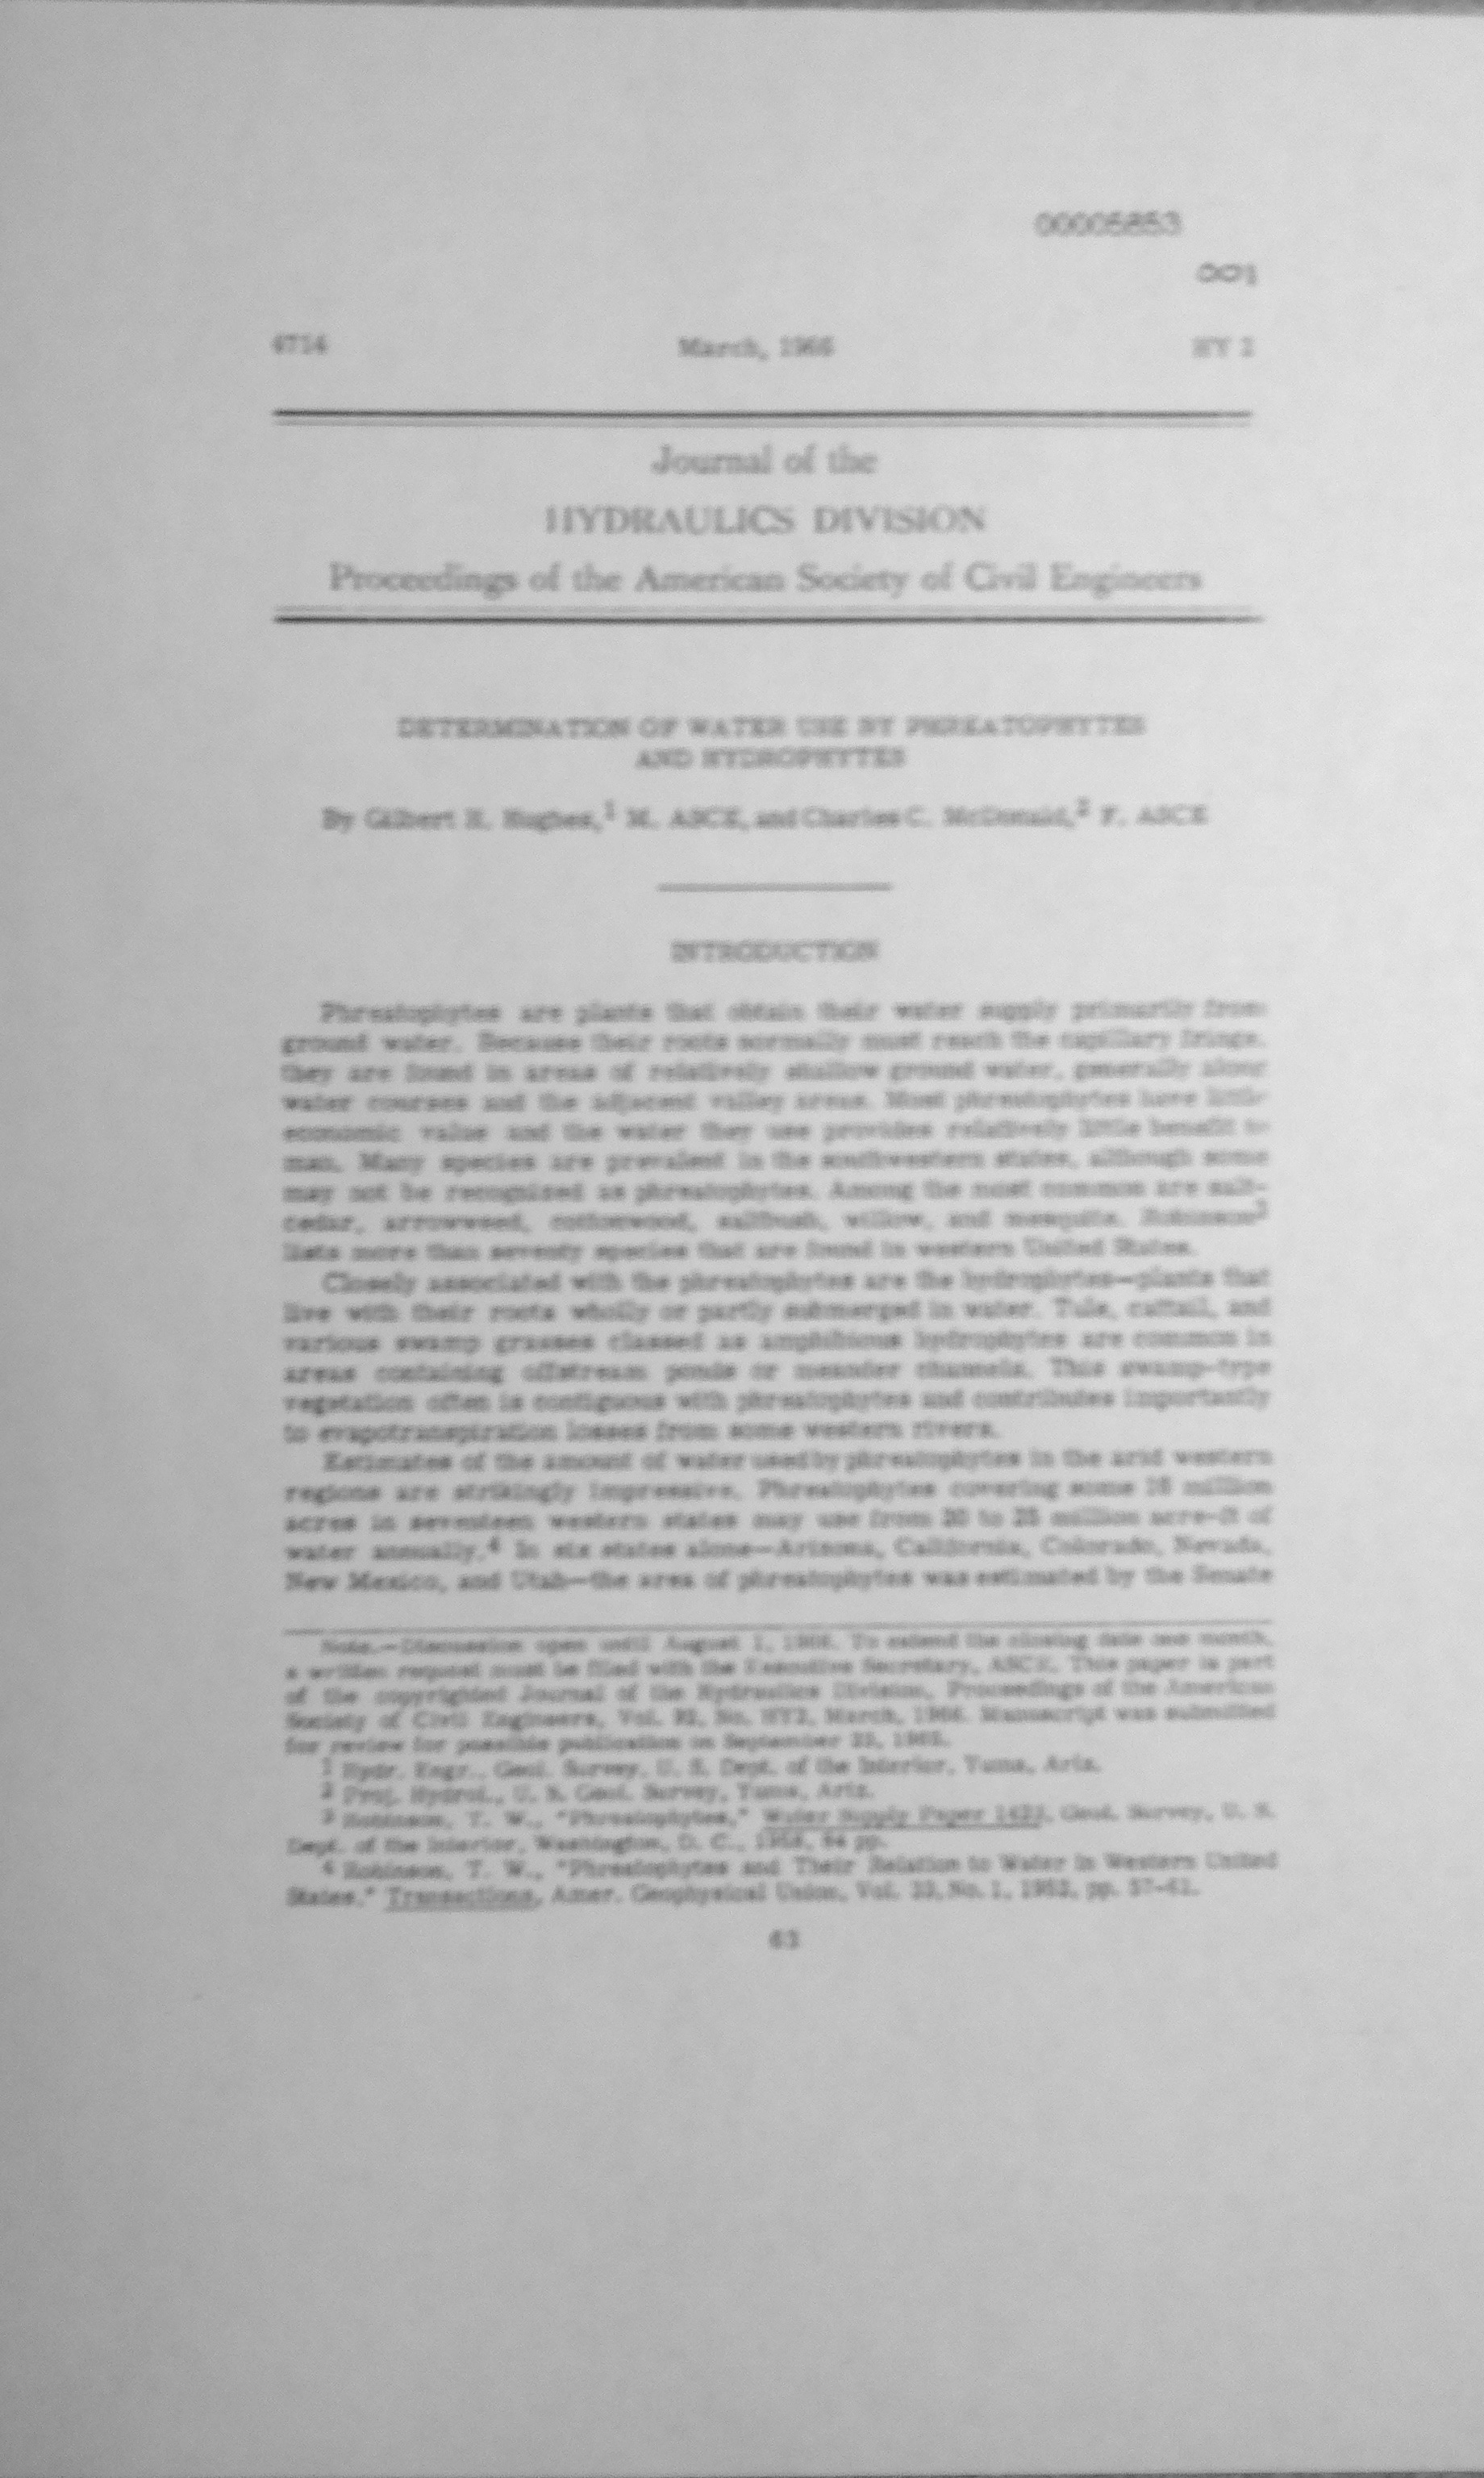 00005853
001
4714 March, 1966 HY 2
Journal of the
HYDRAULICS DIVISION
Proceedings of the American Society of Civil Engineers
DETERMINATION OF WATER USE BY PHREATOPHYTES
AND HYDROPHYTES
By Gilbert H. Hughes,1 M. ASCE, and Charles C. McDonald,2 F. ASCE
INTRODUCTION
Phreatophytes are plants that obtain their water supply primarily from
ground water. Because their roots normally must reach the capillary fringe,
they are found in areas of relatively shallow ground water, generally along
water courses and the adjacent valley areas. Most phreatophytes have little
economic value and the water they use provides relatively little benefit to
man. Many species are prevalent in the southwestern states, although some
may not be recognized as phreatophytes. Among the most common are salt-
cedar, arrowweed, cottonwood, saltbush, willow, and mesquite. Robinson3
lists more than seventy species that are found in western United States.
Closely associated with the phreatophytes are the hydrophytes—plants that
live with their roots wholly or partly submerged in water. Tule, cattail, and
various swamp grasses classed as amphibious hydrophytes are common in
areas containing offstream ponds or meander channels. This swamp-type
vegetation often is contiguous with phreatophytes and contributes importantly
to evapotranspiration losses from some western rivers.
Estimates of the amount of water used by phreatophytes in the arid western
regions are strikingly impressive. Phreatophytes covering some 16 million
acres in seventeen western states may use from 20 to 25 million acre-ft of
water annually.4 In six states alone—Arizona, California, Colorado, Nevada,
New Mexico, and Utah—the area of phreatophytes was estimated by the Senate
Note.—Discussion open until August 1, 1966. To extend the closing date one month,
a written request must be filed with the Executive Secretary, ASCE. This paper is part
of the copyrighted Journal of the Hydraulics Division, Proceedings of the American
Society of Civil Engineers, Vol. 92, No. HY2, March, 1966. Manuscript was submitted
for review for possible publication on September 1965.
1 Hydr. Engr., Geol. Survey, U. S. Dept. of the Interior, Yuma, Ariz.
2 Proj. Hydrol., U. S. Geol. Survey, Yuma, Ariz.
3 Robinson, T. W., "Phreatophytes," Water Supply Paper 1423, Geol. Survey, U. S.
Dept. of the Interior, Washington, D. C., 1958, 84 pp.
4 Robinson, T. W., "Phreatophytes and Their Relation to Water in Western United
States," Transactions, Amer. Geophysical Union, Vol. 33, No. 1, 1952, pp. 57-61.
63